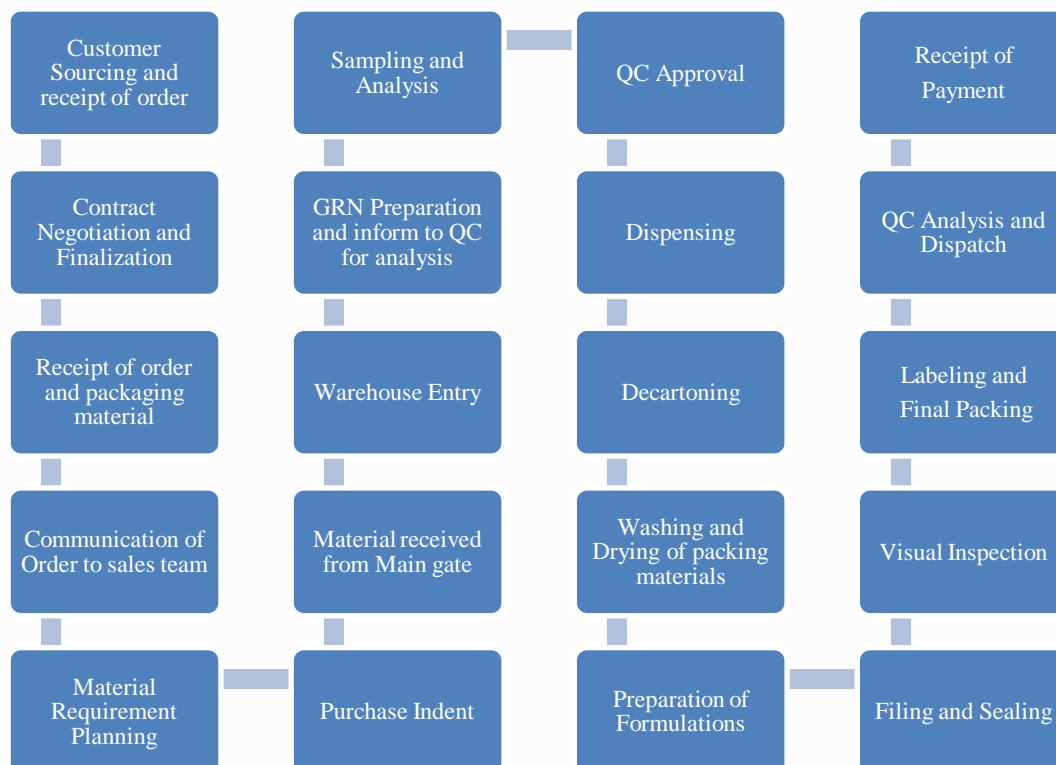 Customer
Sourcing and
receipt of order
Contract
Negotiation and
Finalization
Receipt of order
and packaging
material
Communication of
Order to sales team
Material
Requirement
Planning
Purchase Indent
Material received
from Main gate
Warehouse Entry
GRN Preparation
and inform to QC
for analysis
Sampling and
Analysis
QC Approval
Dispensing
Decartoning
Washing and
Drying of packing
materials
Preparation of
Formulations
Filing and Sealing
Visual Inspection
Labeling and
Final Packing
QC Analysis and
Dispatch
Receipt of
Payment